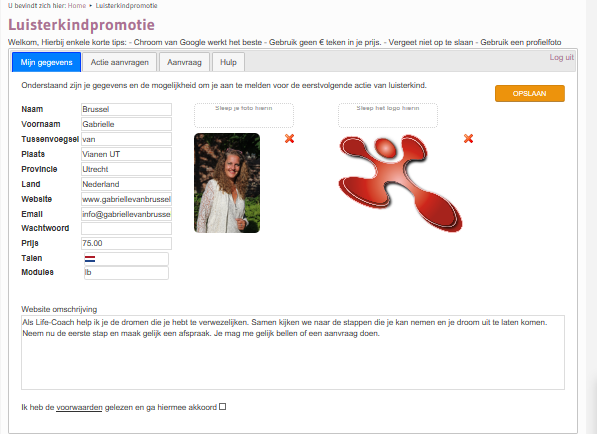 U bevindt zich hier: Home • Luisterkindpromotie
Luisterkindpromotie
Welkom, Hierbij enkele korte tips: - Chroom van Google werkt het beste - Gebruik geen € teken in je prijs. - Vergeet niet op te slaan - Gebruik een profielfoto
Mijn gegevens Actie aanvragen Aanvraag Hulp Log uit
Onderstaand zijn je gegevens en de mogelijkheid om je aan te melden voor de eerstvolgende actie van luisterkind.
OPSLAAN
Naam Brussel
Voornaam Gabrielle
Tussenvoegsel van
Plaats Vianen UT
Provincie Utrecht
Land Nederland
Website www.gabriellevanbrussel
Email info@gabriellevanbrusse
Wachtwoord
Prijs 75.00
Talen
Modules lb
Sleep je foto hierin
Sleep het logo hierin
Website omschrijving
Als Life-Coach help ik je de dromen die je hebt te verwezelijken. Samen kijken we naar de stappen die je kan nemen en je droom uit te laten komen.
Neem nu de eerste stap en maak gelijk een afspraak. Je mag me gelijk bellen of een aanvraag doen.
Ik heb de voorwaarden gelezen en ga hiermee akkoord